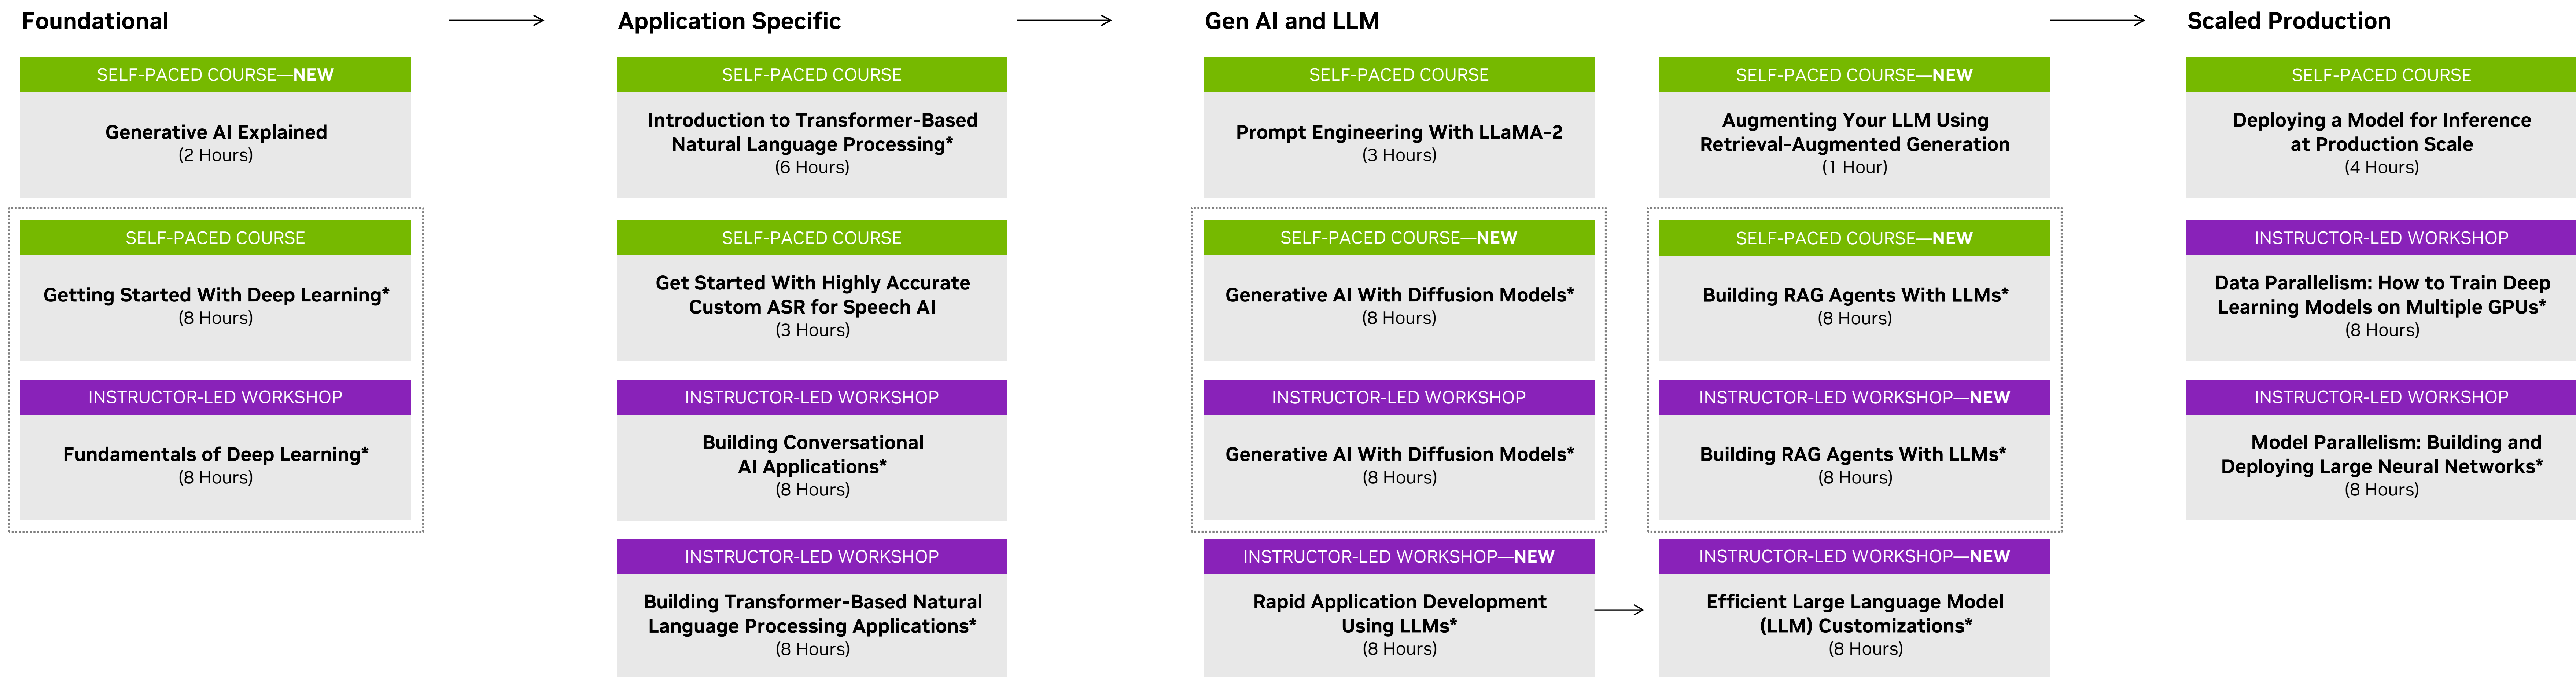 Foundational
SELF-PACED COURSE—NEW
Generative AI Explained
(2 Hours)
SELF-PACED COURSE
Getting Started With Deep Learning*
(8 Hours)
INSTRUCTOR-LED WORKSHOP
Fundamentals of Deep Learning*
(8 Hours)
Application Specific
SELF-PACED COURSE
Introduction to Transformer-Based
Natural Language Processing*
(6 Hours)
SELF-PACED COURSE
Get Started With Highly Accurate
Custom ASR for Speech AI
(3 Hours)
INSTRUCTOR-LED WORKSHOP
Building Conversational
AI Applications*
(8 Hours)
INSTRUCTOR-LED WORKSHOP
Building Transformer-Based Natural
Language Processing Applications*
(8 Hours)
Gen AI and LLM
SELF-PACED COURSE
Prompt Engineering With LLaMA-2
(3 Hours)
SELF-PACED COURSE—NEW
Generative AI With Diffusion Models*
(8 Hours)
INSTRUCTOR-LED WORKSHOP
Generative AI With Diffusion Models*
(8 Hours)
INSTRUCTOR-LED WORKSHOP—NEW
Rapid Application Development
Using LLMs*
(8 Hours)
SELF-PACED COURSE—NEW
Augmenting Your LLM Using
Retrieval-Augmented Generation
(1 Hour)
SELF-PACED COURSE—NEW
Building RAG Agents With LLMs*
(8 Hours)
INSTRUCTOR-LED WORKSHOP—NEW
Building RAG Agents With LLMs*
(8 Hours)
INSTRUCTOR-LED WORKSHOP—NEW
Efficient Large Language Model
(LLM) Customizations*
(8 Hours)
Scaled Production
SELF-PACED COURSE
Deploying a Model for Inference
at Production Scale
(4 Hours)
INSTRUCTOR-LED WORKSHOP
Data Parallelism: How to Train Deep
Learning Models on Multiple GPUs*
(8 Hours)
INSTRUCTOR-LED WORKSHOP
Model Parallelism: Building and
Deploying Large Neural Networks*
(8 Hours)